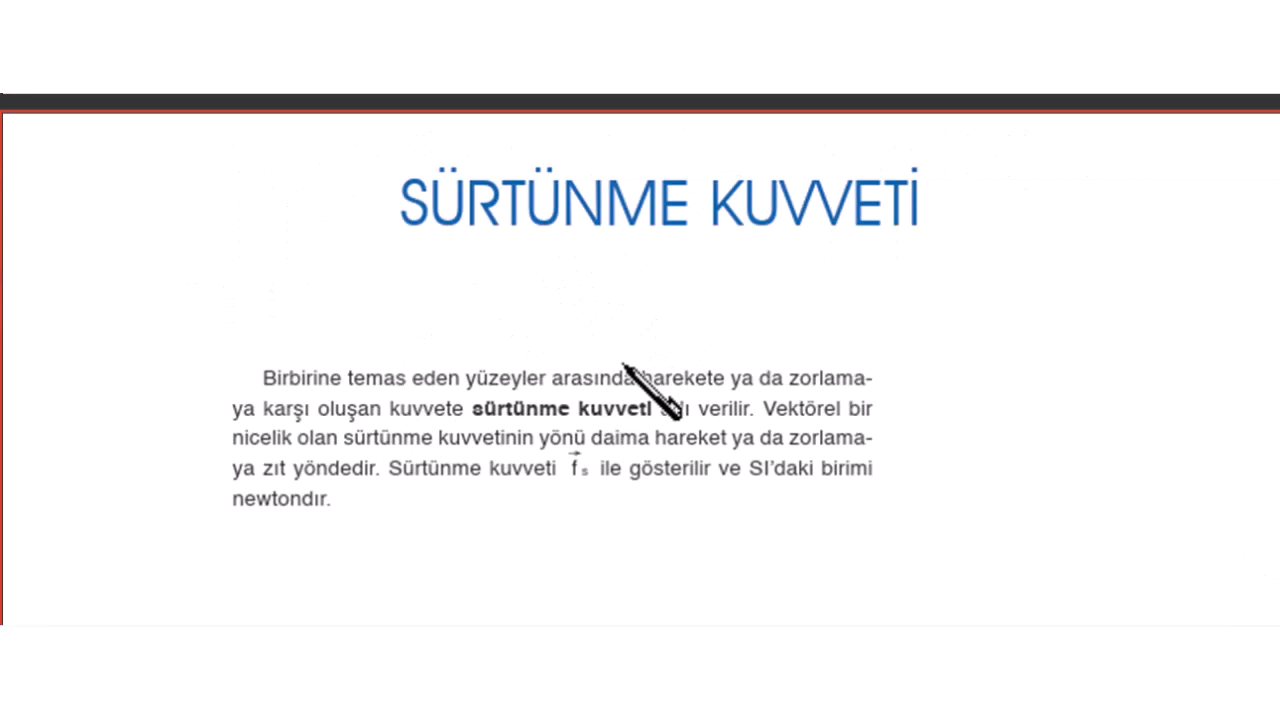 SÜRTÜNME KUVVETİ
Birbirine temas eden yüzeyler arasında harekete ya da zorlama-
ya karşı oluşan kuvvete sürtünme kuvveti adı verilir. Vektörel bir
nicelik olan sürtünme kuvvetinin yönü daima hareket ya da zorlama-
ya zıt yöndedir. Sürtünme kuvveti f⃗s ile gösterilir ve SI’daki birimi
newtondır.